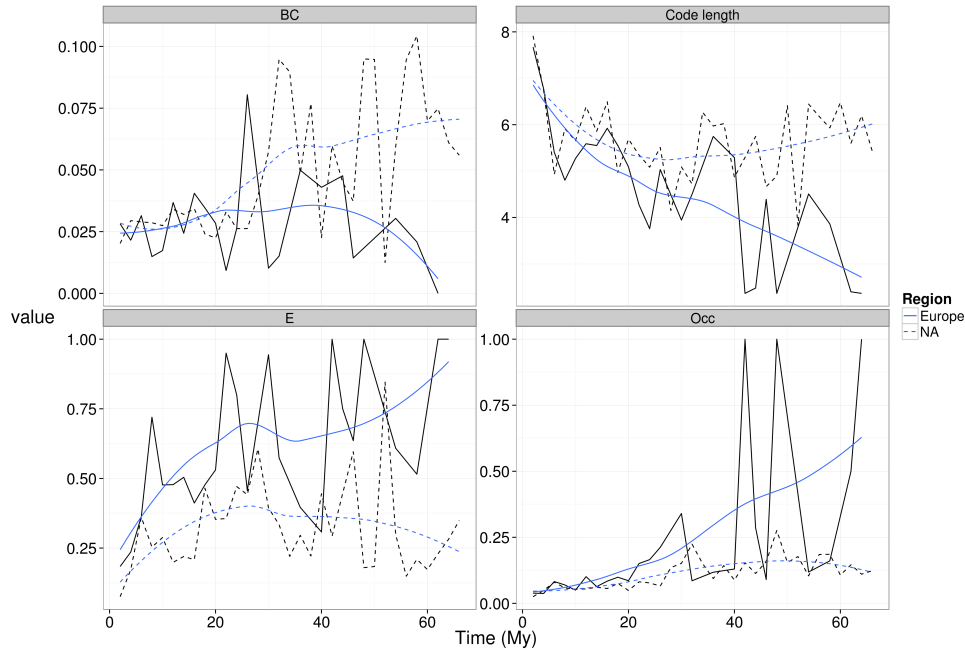 BC
Code length
0.100
0.075
0.050
0.025
0.000
8
6
4
value
E
Occ
1.00
0.75
0.50
0.25
1.00
0.75
0.50
0.25
0.00
0 20 40 60
0 20 40 60
Time (My)
Region
Europe
NA